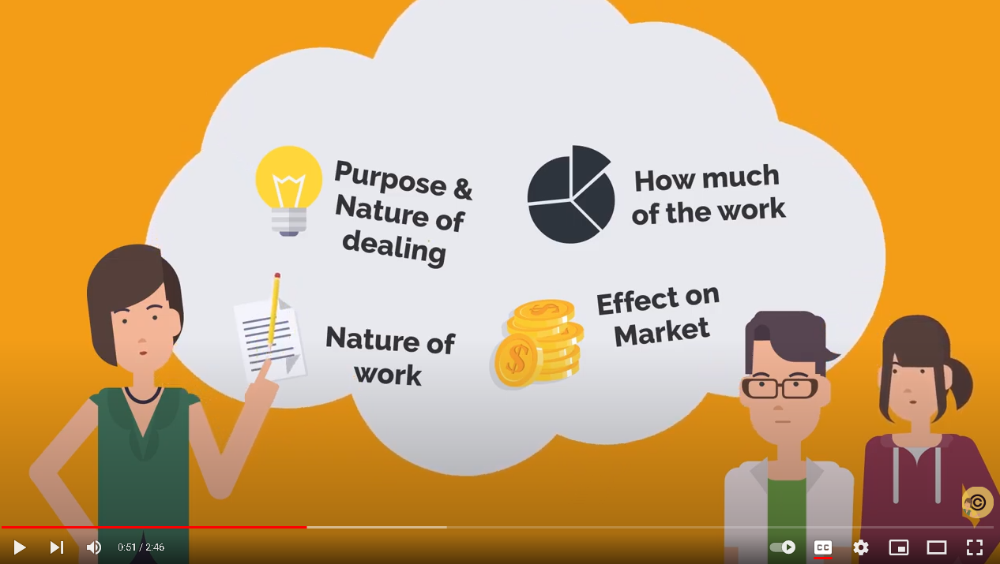 Purpose &
Nature of
dealing
How much
of the work
Nature of
work
Effect on
Market
$
$
©
0:51 / 2:46
CC